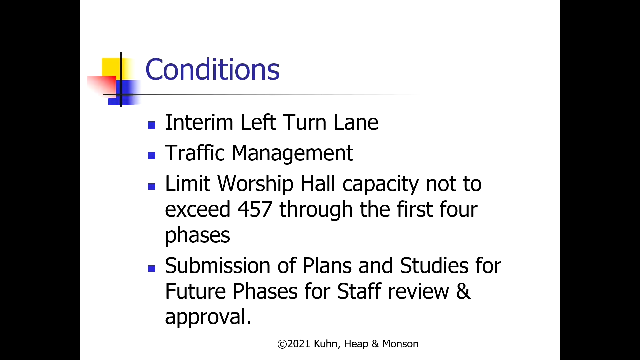 Conditions
Interim Left Turn Lane
Traffic Management
Limit Worship Hall capacity not to
exceed 457 through the first four
phases
Submission of Plans and Studies for
Future Phases for Staff review &
approval.
©2021 Kuhn, Heap & Monson